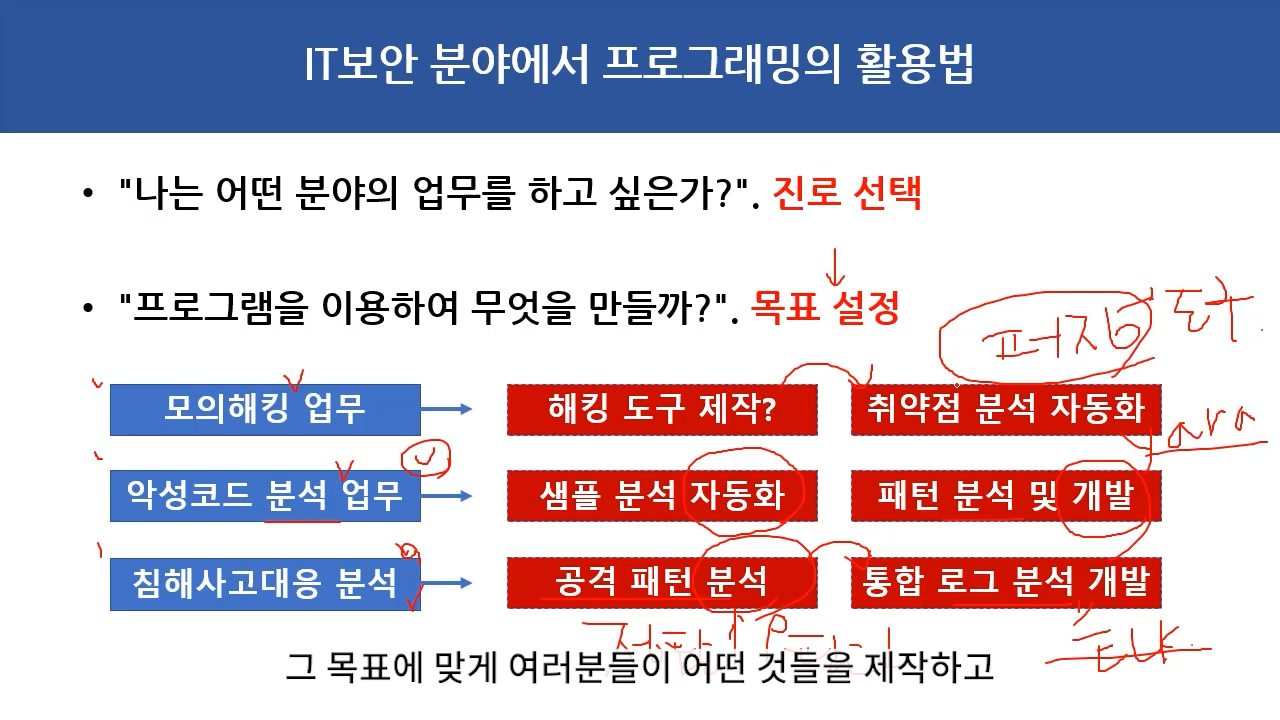 IT보안 분야에서 프로그래밍의 활용법
• "나는 어떤 분야의 업무를 하고 싶은가?". 진로 선택
• "프로그램을 이용하여 무엇을 만들까?". 목표 설정
퍼징 도구
모의해킹 업무 해킹 도구 제작? 취약점 분석 자동화
악성코드 분석 업무 샘플 분석 자동화 패턴 분석 및 개발
침해사고대응 분석 공격 패턴 분석 통합 로그 분석 개발
ELK
그 목표에 맞게 여러분들이 어떤 것들을 제작하고